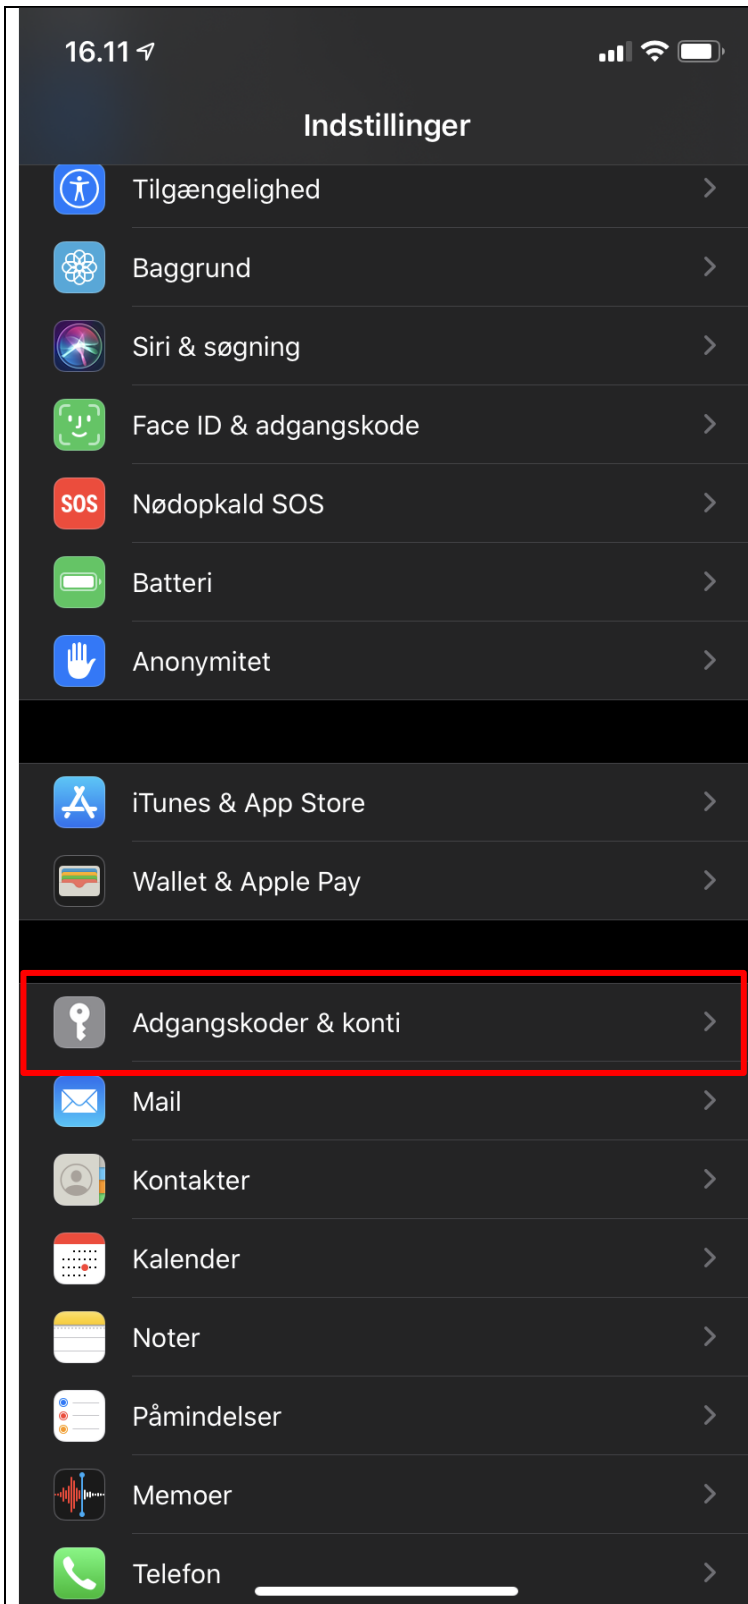 16.11
Indstillinger
Tilgængelighed
Baggrund
Siri & søgning
Face ID & adgangskode
SOS Nødopkald SOS
Batteri
Anonymitet
iTunes & App Store
Wallet & Apple Pay
Adgangskoder & konti
Mail
Kontakter
Kalender
Noter
Påmindelser
Memoer
Telefon